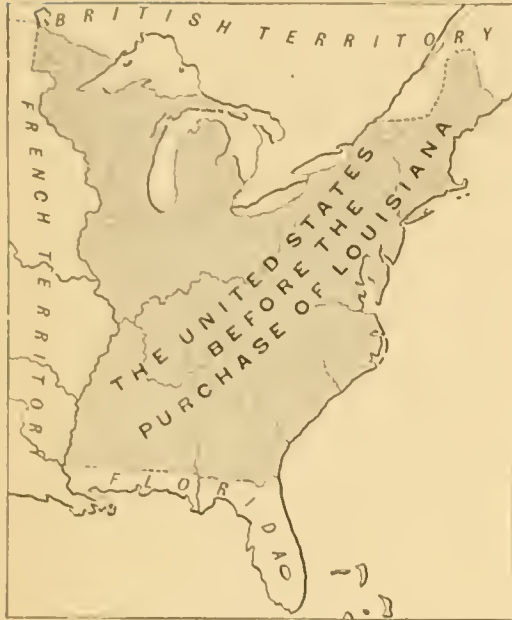 BRITISH TERRITORY
FRENCH TERRITORY
THE UNITED STATES
BEFORE THE
PURCHASE OF LOUISIANA
FLORIDA